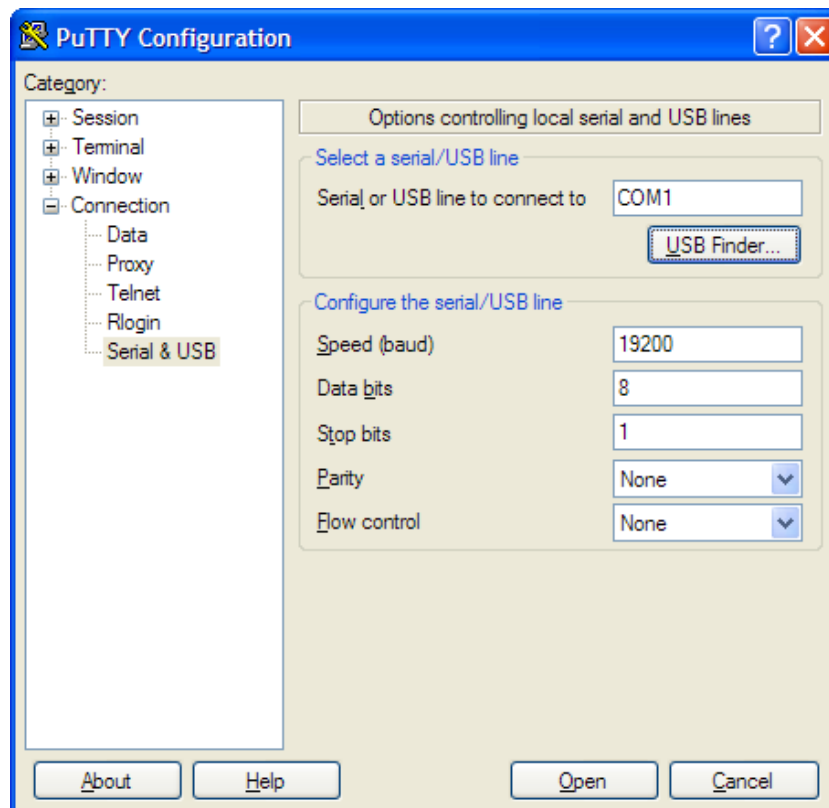 PuTTY Configuration
Category:
Session
Terminal
Window
Connection
Data
Proxy
Telnet
Rlogin
Serial & USB
Options controlling local serial and USB lines
Select a serial/USB line
Serial or USB line to connect to COM1
USB Finder...
Configure the serial/USB line
Speed (baud) 19200
Data bits 8
Stop bits 1
Parity None
Flow control None
About Help Open Cancel